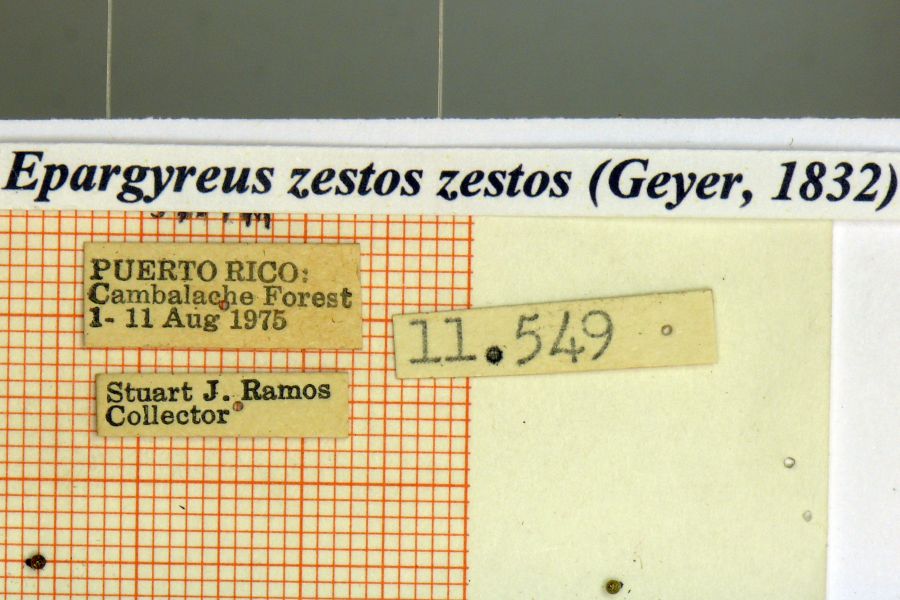 Epargyreus zestos zestos (Geyer, 1832)
PUERTO RICO:
Cambalache Forest
1- 11 Aug 1975
11.549
Stuart J. Ramos
Collector